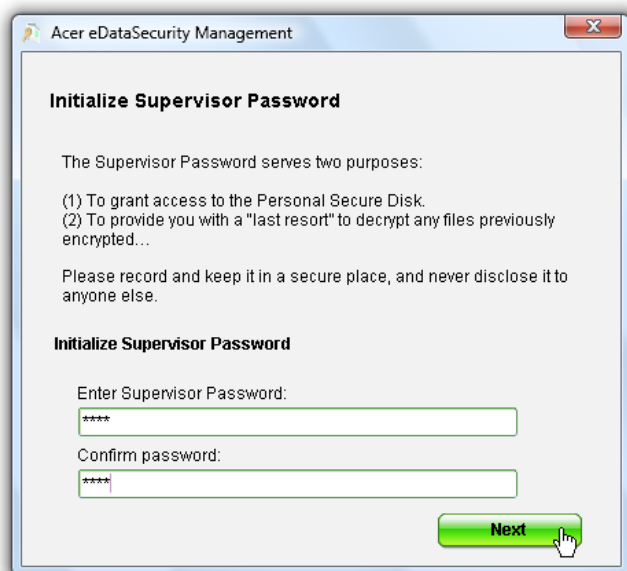 Acer eDataSecurity Management
Initialize Supervisor Password
The Supervisor Password serves two purposes:
(1) To grant access to the Personal Secure Disk.
(2) To provide you with a "last resort" to decrypt any files previously
encrypted...
Please record and keep it in a secure place, and never disclose it to
anyone else.
Initialize Supervisor Password
Enter Supervisor Password:
****
Confirm password:
****
Next